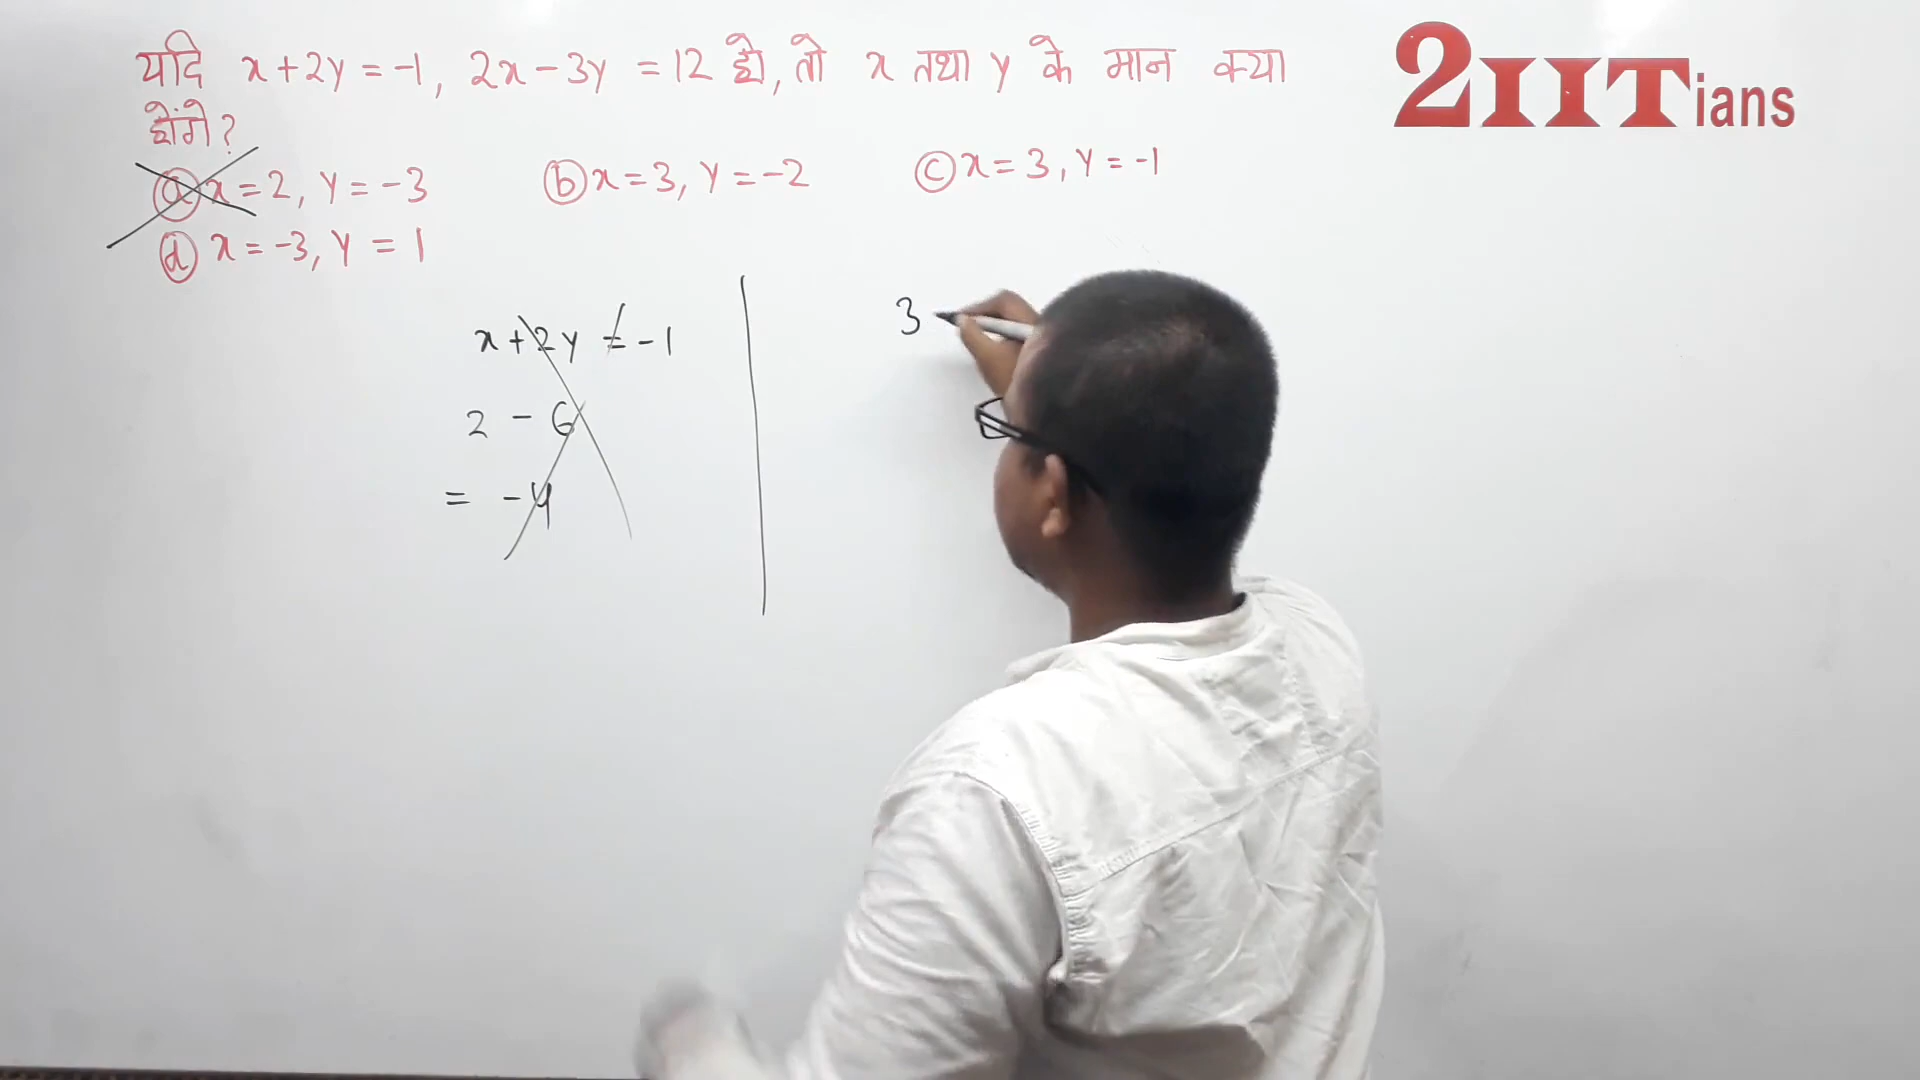 यदि x+2y=-1, 2x-3y=12 हो, तो x तथा y के मान क्या
होंगे?
2IITians
(a) x=2, y=-3 (b) x=3, y=-2 (c) x=3, y=-1
(d) x=-3, y=1
x+2y=-1
2-6
=-4
3